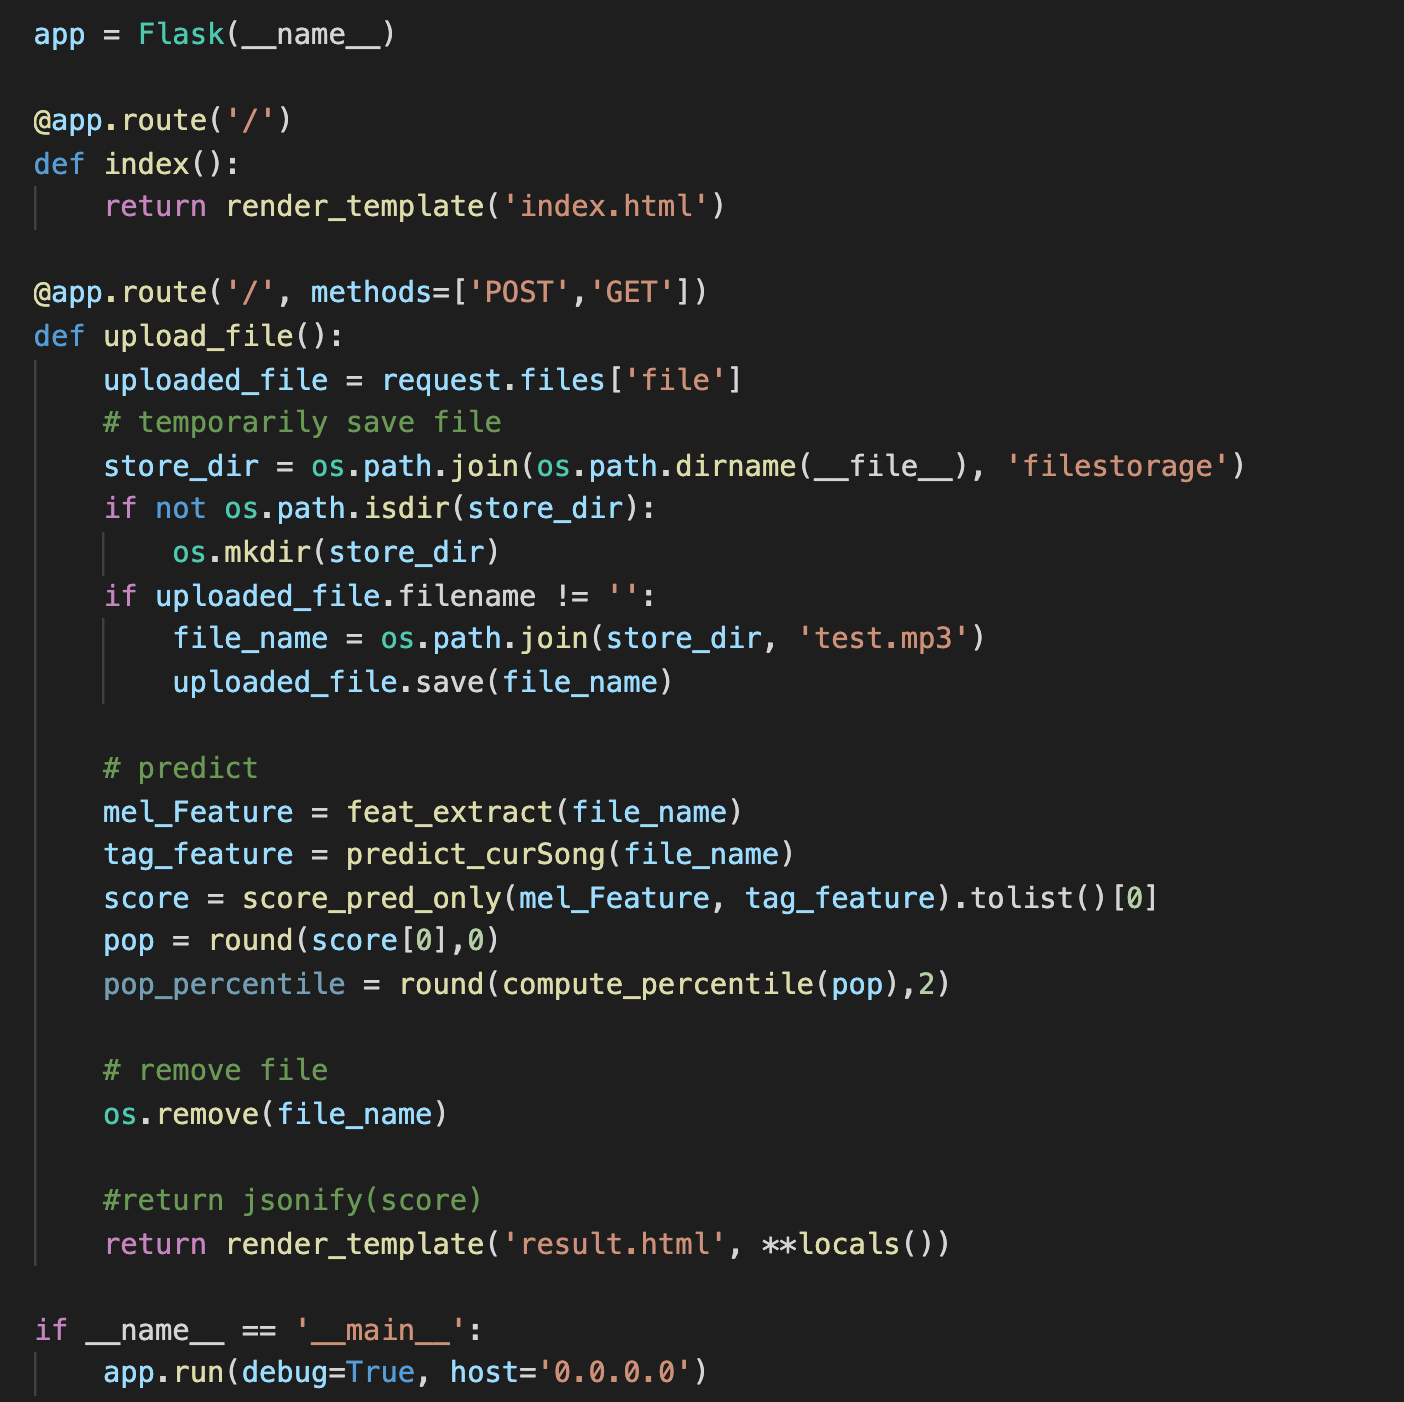 app = Flask(__name__)

@app.route('/')
def index():
    return render_template('index.html')

@app.route('/', methods=['POST','GET'])
def upload_file():
    uploaded_file = request.files['file']
    # temporarily save file
    store_dir = os.path.join(os.path.dirname(__file__), 'filestorage')
    if not os.path.isdir(store_dir):
        os.mkdir(store_dir)
    if uploaded_file.filename != '':
        file_name = os.path.join(store_dir, 'test.mp3')
        uploaded_file.save(file_name)

    # predict
    mel_Feature = feat_extract(file_name)
    tag_feature = predict_curSong(file_name)
    score = score_pred_only(mel_Feature, tag_feature).tolist()[0]
    pop = round(score[0],0)
    pop_percentile = round(compute_percentile(pop),2)

    # remove file
    os.remove(file_name)

    #return jsonify(score)
    return render_template('result.html', **locals())

if __name__ == '__main__':
    app.run(debug=True, host='0.0.0.0')